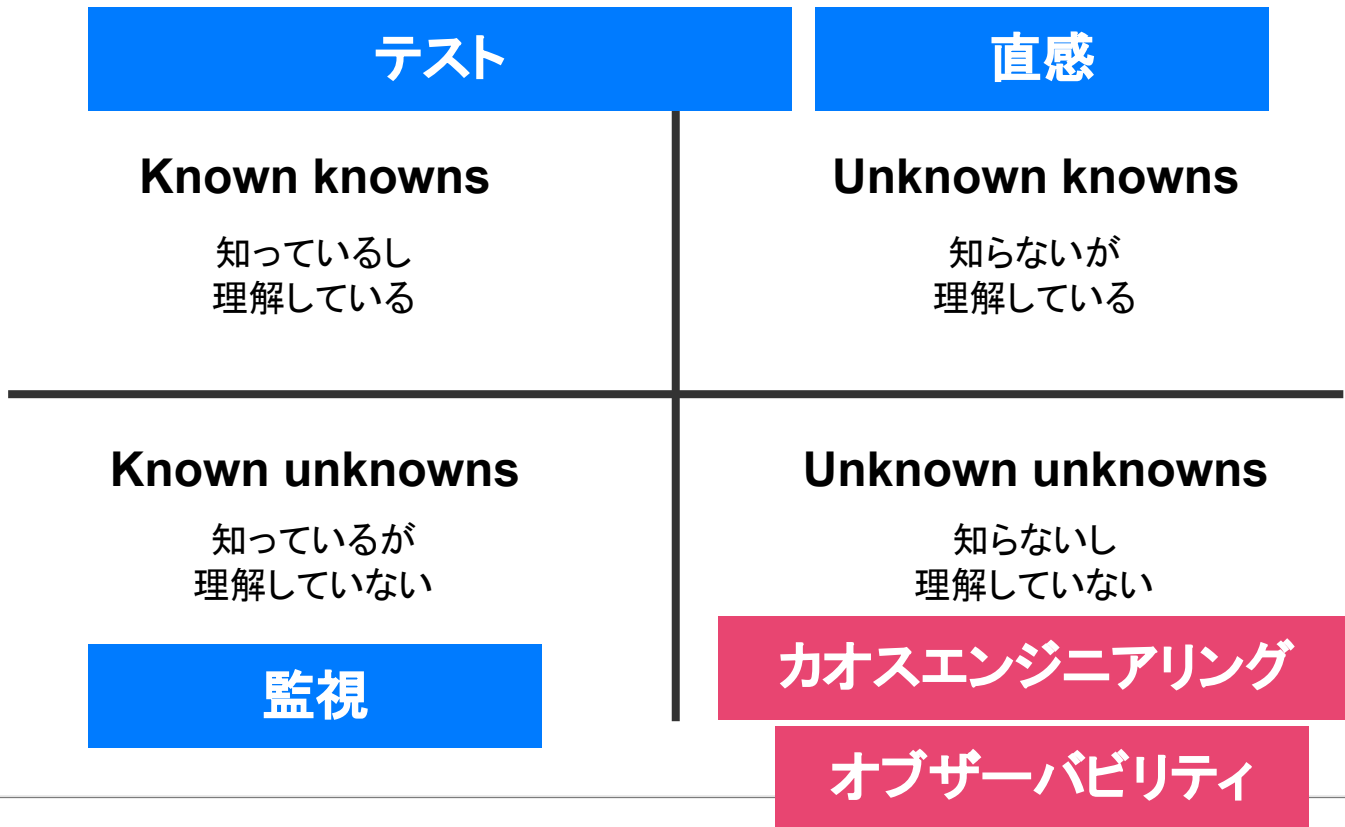 テスト
直感
Known knowns
知っているし
理解している
Unknown knowns
知らないが
理解している
Known unknowns
知っているが
理解していない
監視
Unknown unknowns
知らないし
理解していない
カオスエンジニアリング
オブザーバビリティ